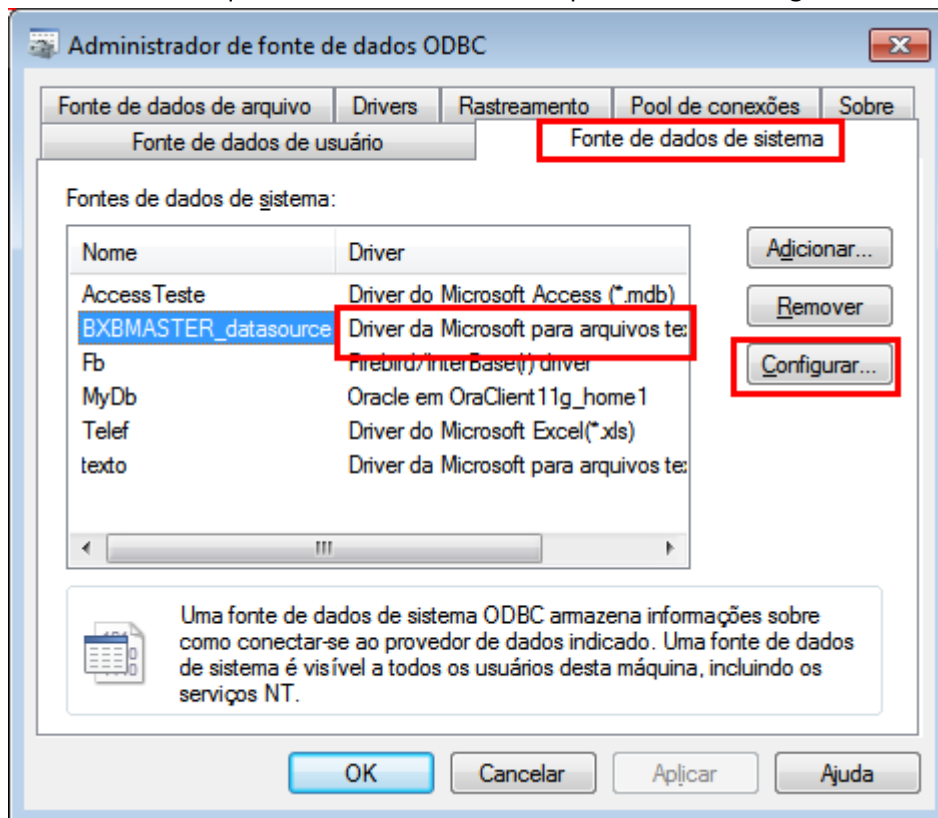 Administrador de fonte de dados ODBC
Fonte de dados de arquivo Drivers Rastreamento Pool de conexões Sobre
Fonte de dados de usuário Fonte de dados de sistema
Fontes de dados de sistema:
Nome Driver
Adicionar...
AccessTeste Driver do Microsoft Access (*.mdb)
Remover
BXBMASTER_datasource Driver da Microsoft para arquivos
Fb Firebird/InterBase(r) driver
Configurar...
MyDb Oracle em OraClient11g_home1
Telef Driver do Microsoft Excel(*.xls)
texto Driver da Microsoft para arquivos
Uma fonte de dados de sistema ODBC armazena informações sobre
como conectar-se ao provedor de dados indicado. Uma fonte de dados
de sistema é visível a todos os usuários desta máquina, incluindo os
serviços NT.
OK Cancelar Aplicar Ajuda